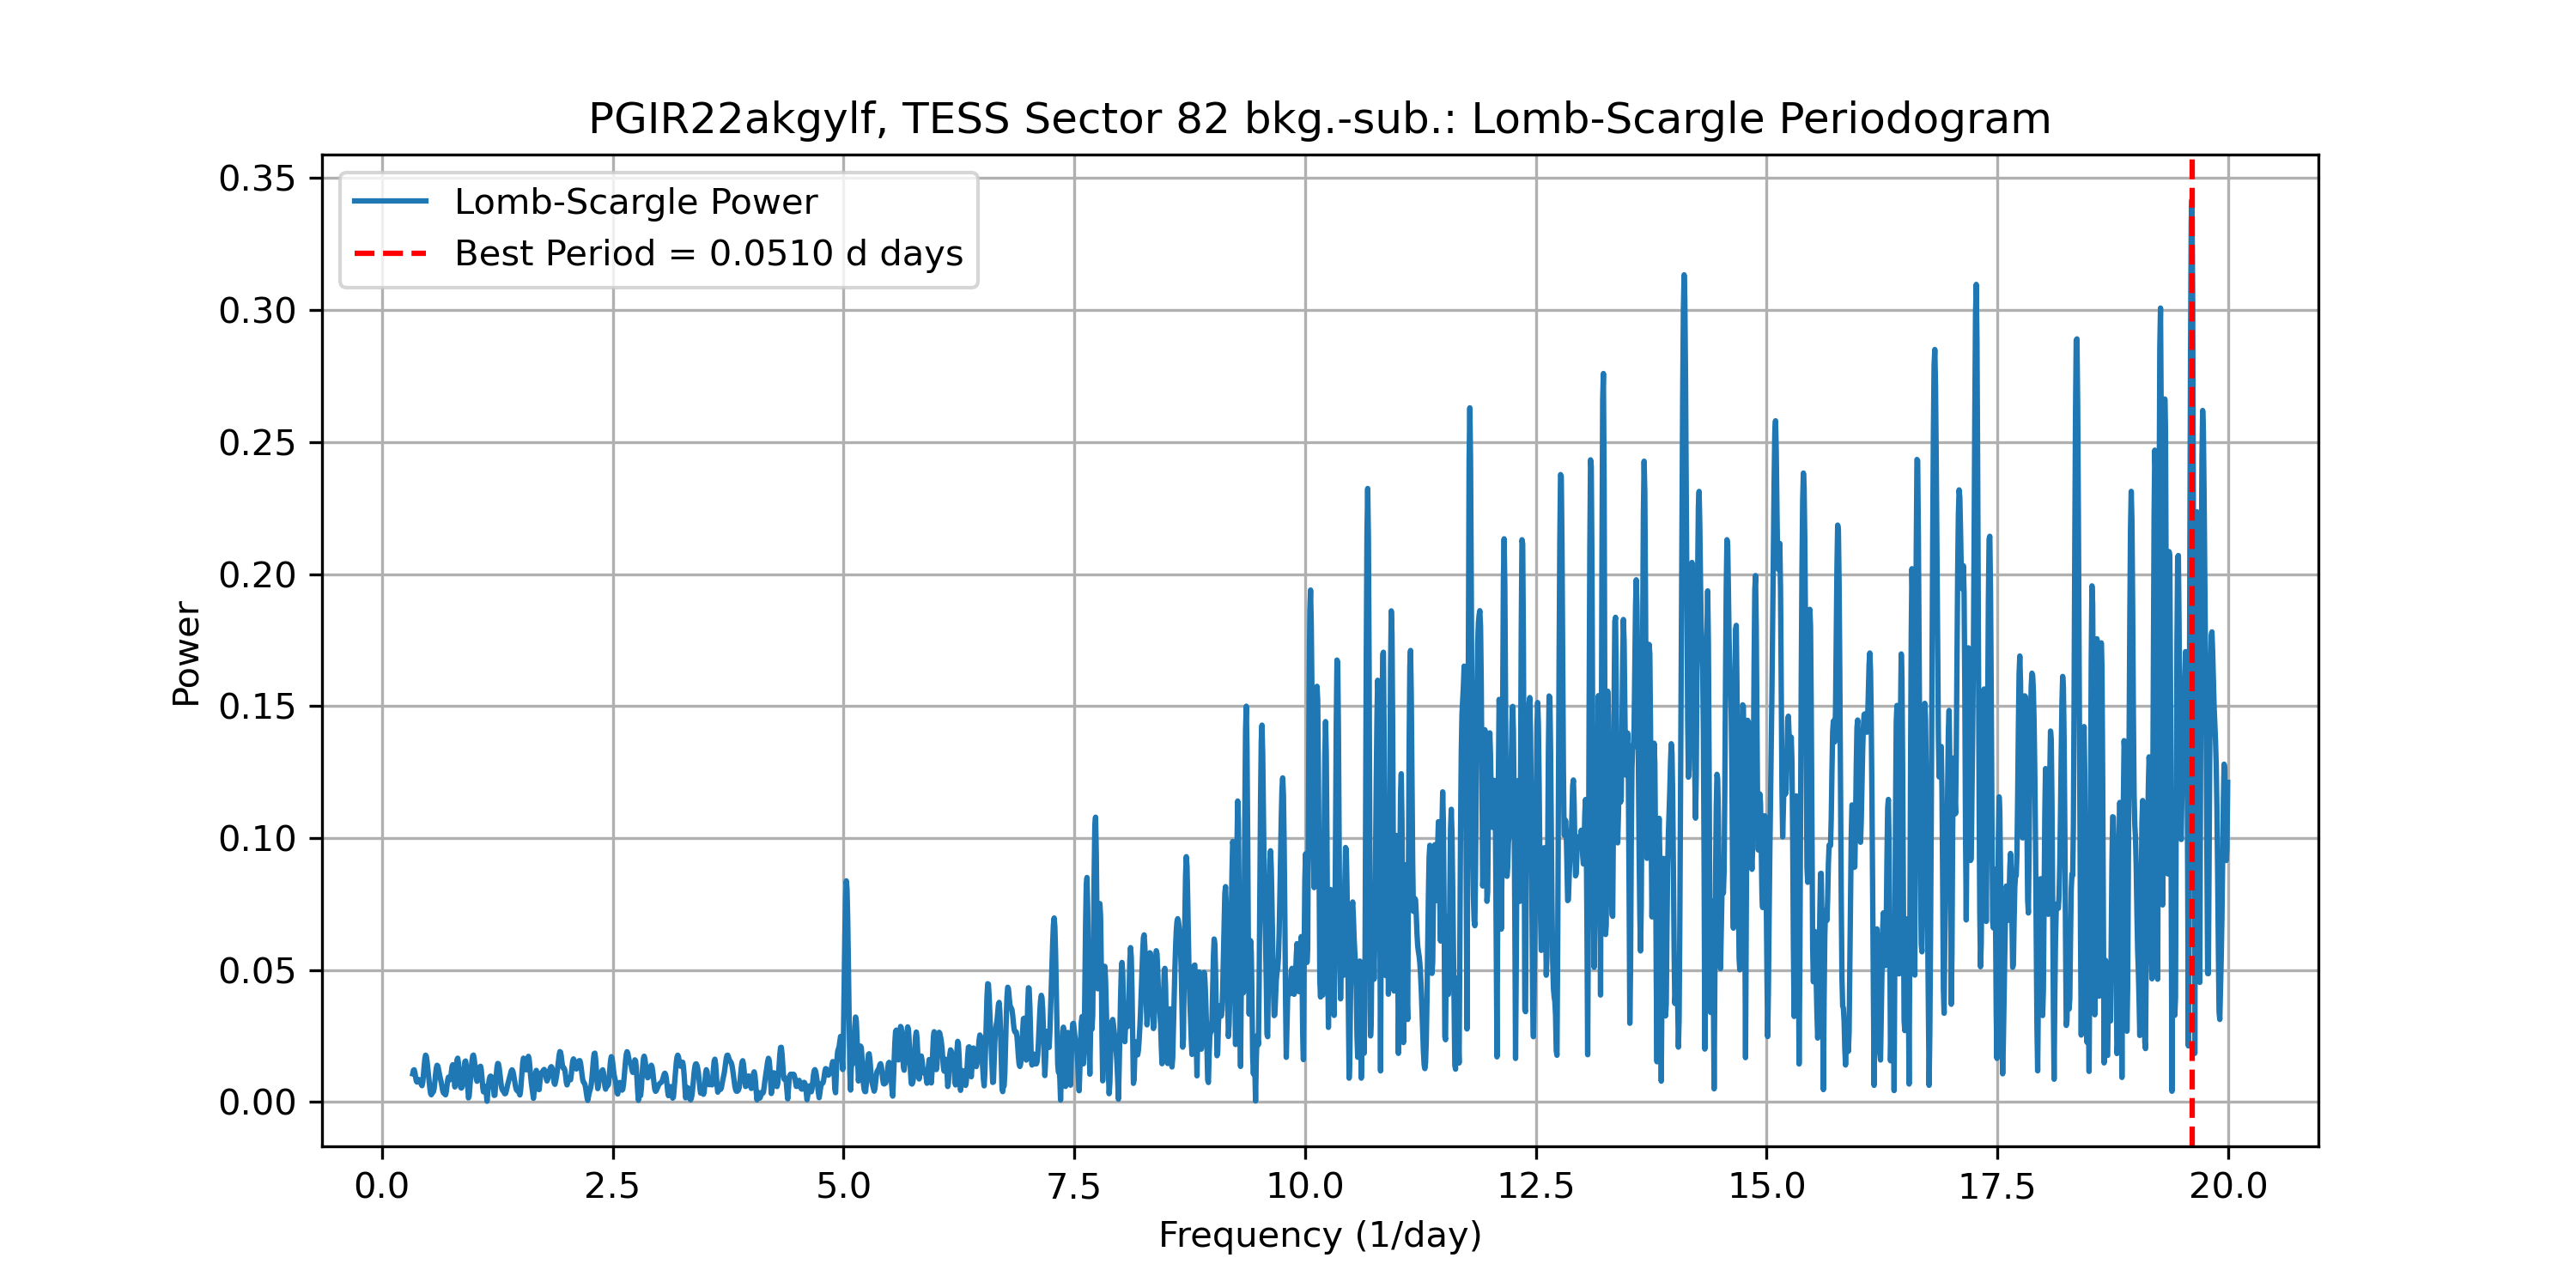 PGIR22akgylf, TESS Sector 82 bkg.-sub.: Lomb-Scargle Periodogram
Lomb-Scargle Power
Best Period = 0.0510 d days
0.35
0.30
0.25
0.20
0.15
0.10
0.05
0.00
Power
0.0 2.5 5.0 7.5 10.0 12.5 15.0 17.5 20.0
Frequency (1/day)